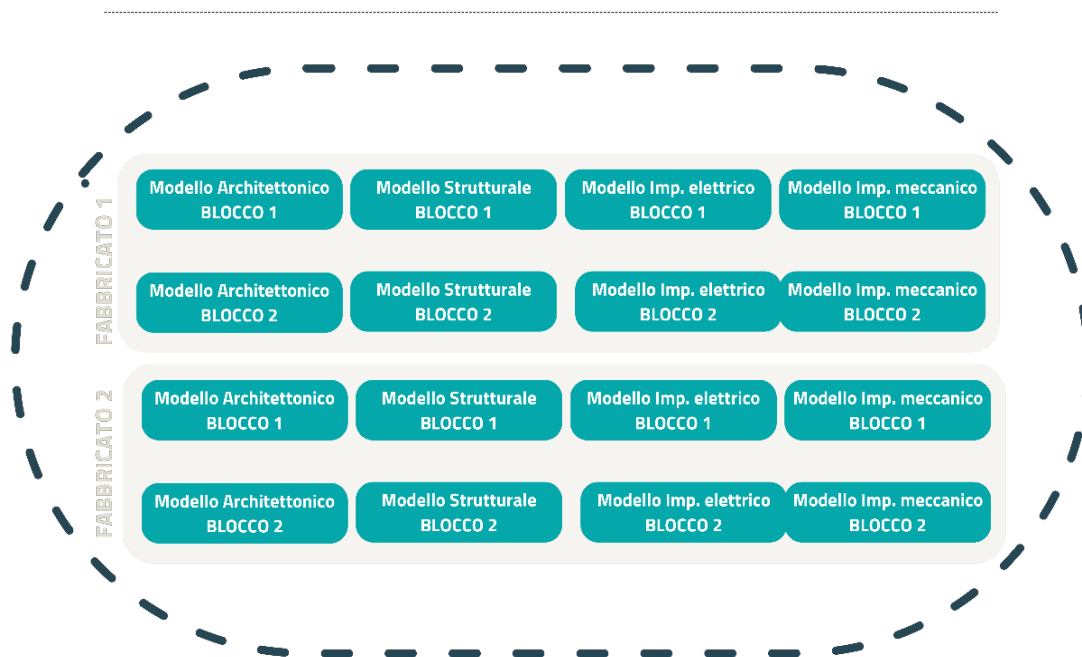 FABBRICATO 1
Modello Architettonico
BLOCCO 1
Modello Strutturale
BLOCCO 1
Modello Imp. elettrico
BLOCCO 1
Modello Imp. meccanico
BLOCCO 1
Modello Architettonico
BLOCCO 2
Modello Strutturale
BLOCCO 2
Modello Imp. elettrico
BLOCCO 2
Modello Imp. meccanico
BLOCCO 2
FABBRICATO 2
Modello Architettonico
BLOCCO 1
Modello Strutturale
BLOCCO 1
Modello Imp. elettrico
BLOCCO 1
Modello Imp. meccanico
BLOCCO 1
Modello Architettonico
BLOCCO 2
Modello Strutturale
BLOCCO 2
Modello Imp. elettrico
BLOCCO 2
Modello Imp. meccanico
BLOCCO 2